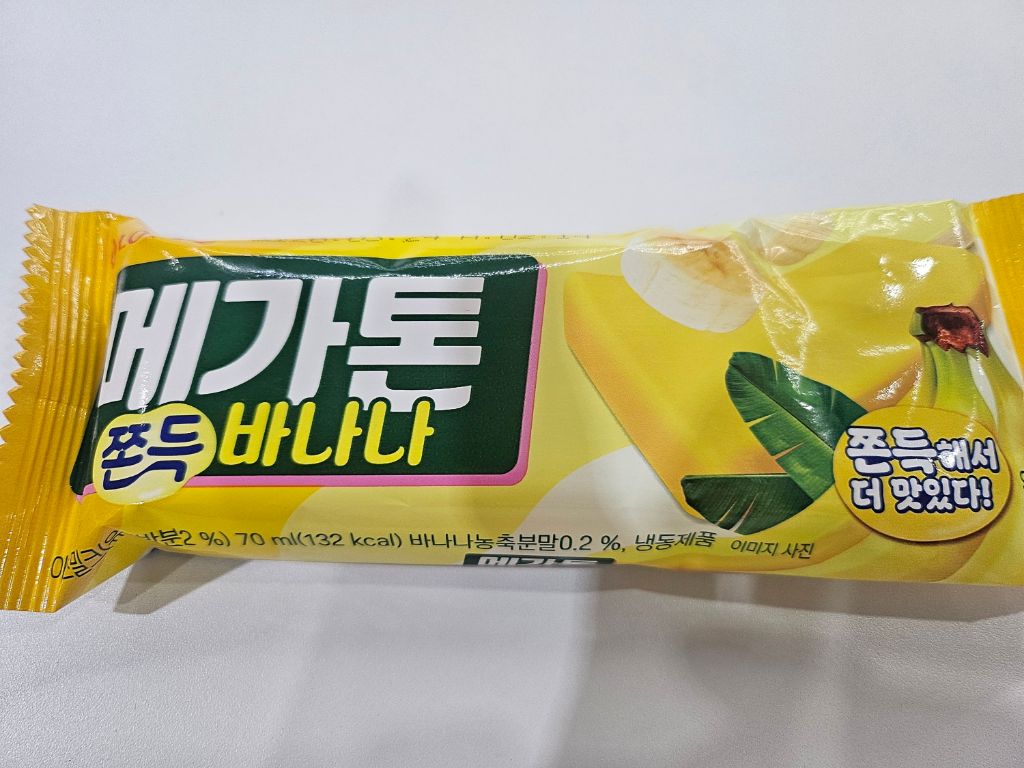 메가톤
쫀득 바나나
쫀득해서
더 맛있다!
2 %) 70 ml(132 kcal) 바나나농축분말0.2 %, 냉동제품 이미지 사진